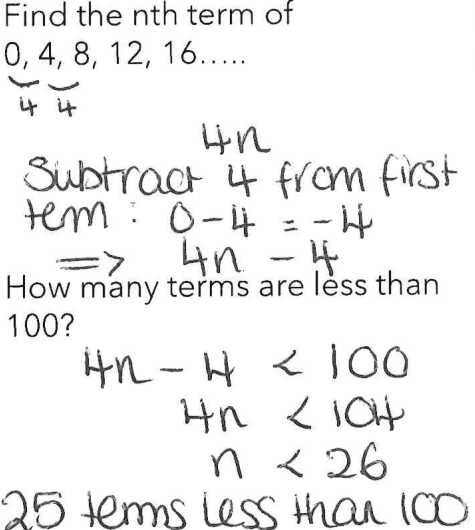 Find the nth term of
0, 4, 8, 12, 16.....
4 4
4n
Subtract 4 from first
term : 0 - 4 = -4
=> 4n - 4
How many terms are less than
100?
4n - 4 < 100
4n < 104
n < 26
25 terms less than 100